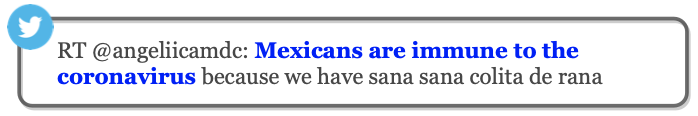 RT @angeliicamdc: Mexicans are immune to the
coronavirus because we have sana sana colita de rana